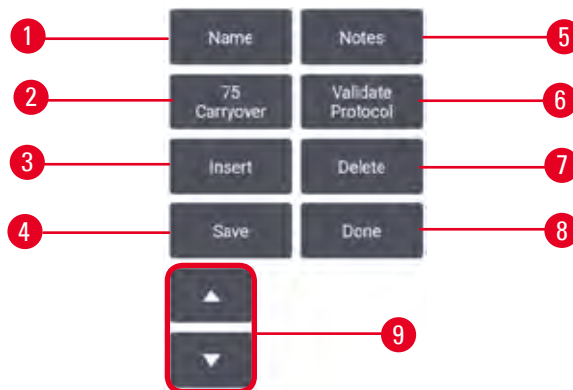 1 Name Notes 5
2 75 Carryover Validate Protocol 6
3 Insert Delete 7
4 Save Done 8
9